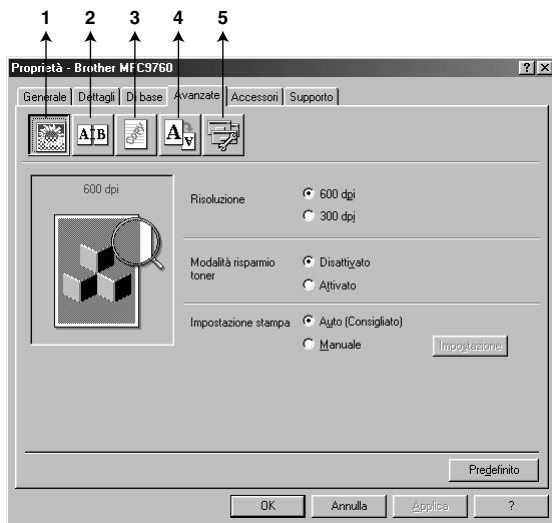 1 2 3 4 5
Proprietà - Brother MFC9760
Generale Dettagli Di base Avanzate Accessori Supporto
A B Copy A A
600 dpi
Risoluzione
600 dpi
300 dpi
Modalità risparmio
toner
Disattivato
Attivato
Impostazione stampa
Auto (Consigliato)
Manuale
Impostazione
Predefinito
OK Annulla Applica ?